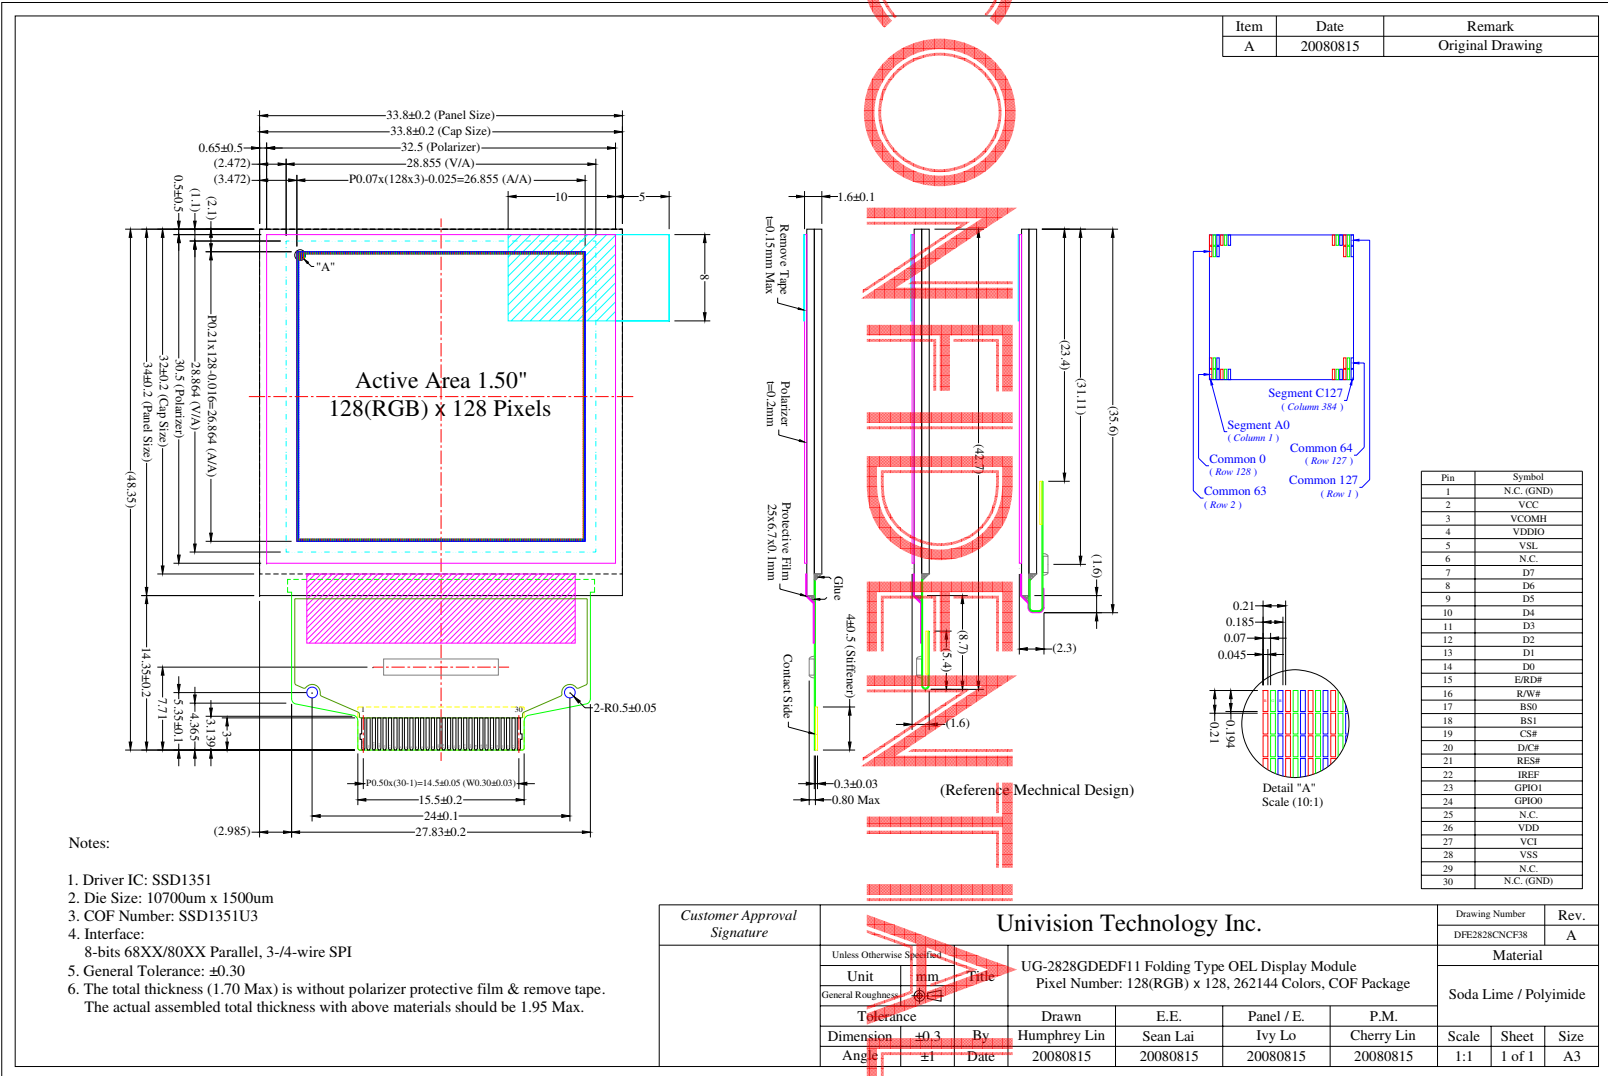 Item Date Remark
A 20080815 Original Drawing
33.8±0.2 (Panel Size)
33.8±0.2 (Cap Size)
0.65±0.5 32.5 (Polarizer)
(2.472) 28.855 (V/A)
(3.472) P0.07x(128x3)-0.025=26.855 (A/A)
10 5
0.5±0.5
(1.1)
(2.1)
"A"
8
Active Area 1.50"
128(RGB) x 128 Pixels
P0.21x128-0.016=26.864 (A/A)
28.864 (V/A)
30.5 (Polarizer)
32±0.2 (Cap Size)
34±0.2 (Panel Size)
(48.35)
14.35±0.2
7.71
5.35±0.1
4.365
3.139
3
1 30
2-R0.5±0.05
P0.50x(30-1)=14.5±0.05 (W0.30±0.03)
15.5±0.2
24±0.1
(2.985) 27.83±0.2
1.6±0.1
Remove Tape
t=0.15mm Max
Polarizer
t=0.2mm
Protective Film
25x6.7x0.1mm
Glue
4±0.5 (Stiffener)
Contact Side
0.3±0.03
0.80 Max
(42.7)
(8.7)
(5.4)
(1.6)
(23.4)
(31.11)
(35.6)
(1.6)
(2.3)
(Reference Mechnical Design)
Segment C127
( Column 384 )
Segment A0
( Column 1 )
Common 64
( Row 127 )
Common 0
( Row 128 )
Common 127
( Row 1 )
Common 63
( Row 2 )
0.21
0.185
0.07
0.045
0.194
0.21
Detail "A"
Scale (10:1)
Pin Symbol
1 N.C. (GND)
2 VCC
3 VCOMH
4 VDDIO
5 VSL
6 N.C.
7 D7
8 D6
9 D5
10 D4
11 D3
12 D2
13 D1
14 D0
15 E/RD#
16 R/W#
17 BS0
18 BS1
19 CS#
20 D/C#
21 RES#
22 IREF
23 GPIO1
24 GPIO0
25 N.C.
26 VDD
27 VCI
28 VSS
29 N.C.
30 N.C. (GND)
Notes:
1. Driver IC: SSD1351
2. Die Size: 10700um x 1500um
3. COF Number: SSD1351U3
4. Interface:
8-bits 68XX/80XX Parallel, 3-/4-wire SPI
5. General Tolerance: ±0.30
6. The total thickness (1.70 Max) is without polarizer protective film & remove tape.
The actual assembled total thickness with above materials should be 1.95 Max.
Customer Approval
Signature
Univision Technology Inc.
Drawing Number Rev.
DFE2828CNCF38 A
Unless Otherwise Specified
Unit mm
General Roughness
Title
UG-2828GDEDF11 Folding Type OEL Display Module
Pixel Number: 128(RGB) x 128, 262144 Colors, COF Package
Material
Soda Lime / Polyimide
Tolerance Drawn E.E. Panel / E. P.M.
Dimension ±0.3 By Humphrey Lin Sean Lai Ivy Lo Cherry Lin Scale Sheet Size
Angle ±1 Date 20080815 20080815 20080815 20080815 1:1 1 of 1 A3
CONFIDENTIAL